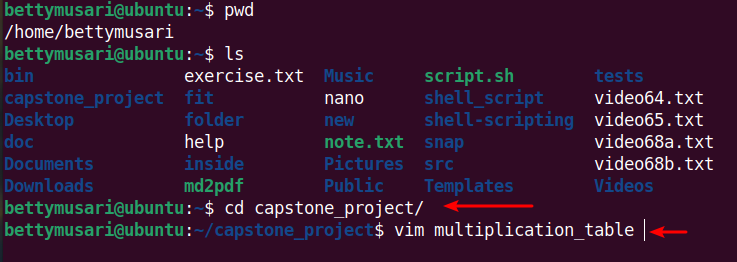 bettymusari@ubuntu:~$ pwd
/home/bettymusari
bettymusari@ubuntu:~$ ls
bin exercise.txt Music script.sh tests
capstone_project fit nano shell_script video64.txt
Desktop folder new shell-scripting video65.txt
doc help note.txt snap video68a.txt
Documents inside Pictures src video68b.txt
Downloads md2pdf Public Templates Videos
bettymusari@ubuntu:~$ cd capstone_project/
bettymusari@ubuntu:~/capstone_project$ vim multiplication_table